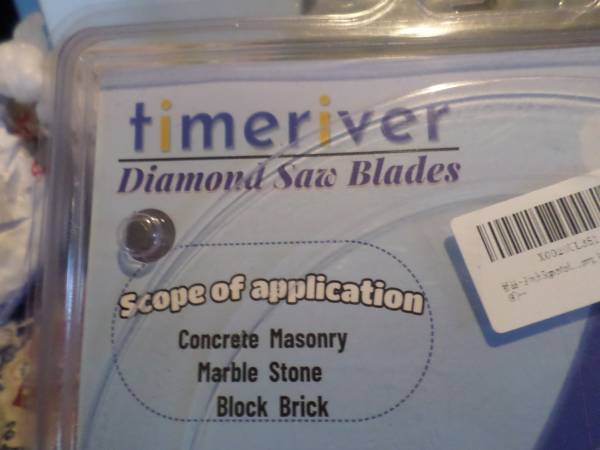 timeriver
Diamond Saw Blades
Scope of application
Concrete Masonry
Marble Stone
Block Brick